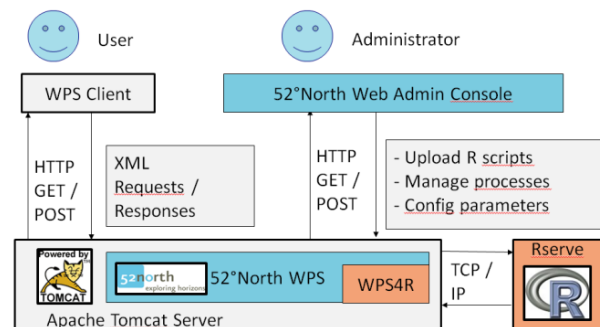 User
Administrator
WPS Client
52°North Web Admin Console
HTTP
GET /
POST
XML
Requests /
Responses
HTTP
GET /
POST
- Upload R scripts
- Manage processes
- Config parameters
Powered by
TOMCAT
TM
52north
exploring horizons
52°North WPS
WPS4R
TCP /
IP
Rserve
R
Apache Tomcat Server